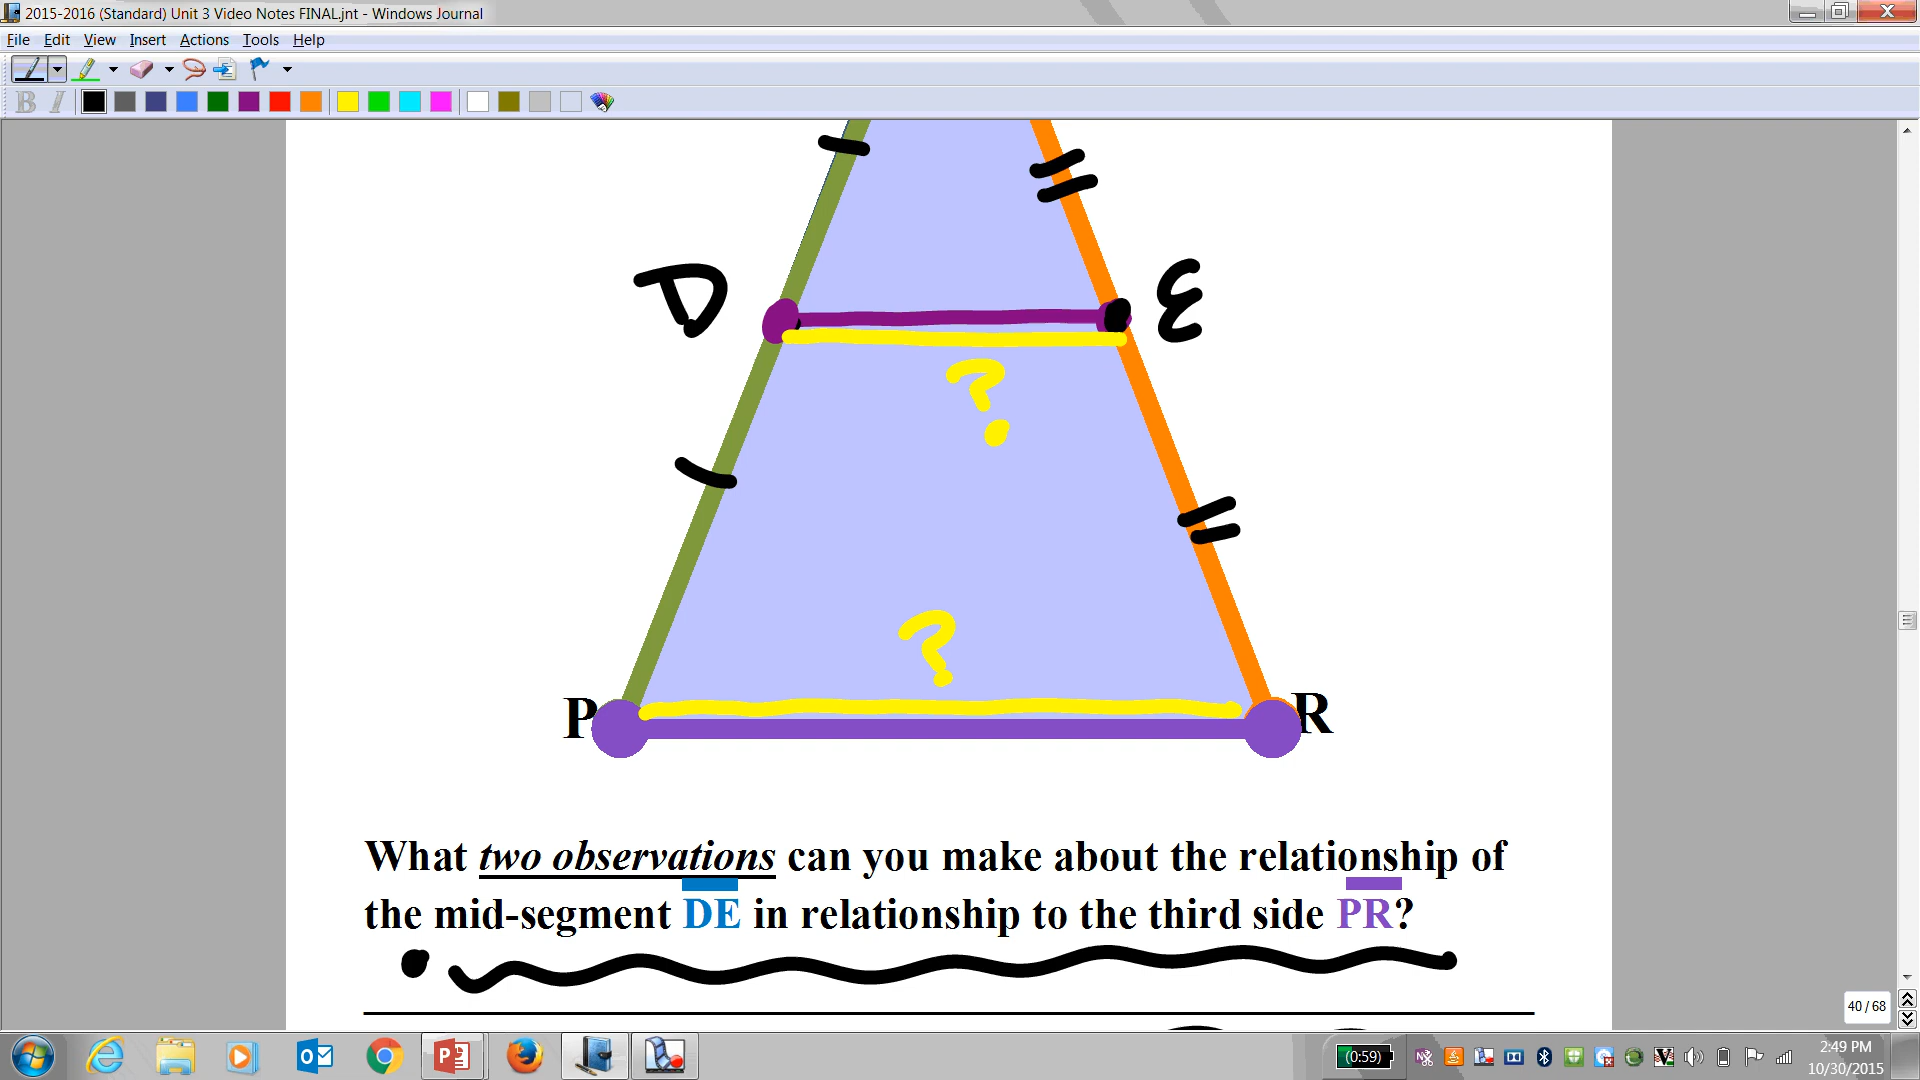 2015-2016 (Standard) Unit 3 Video Notes FINAL.jnt - Windows Journal
File Edit View Insert Actions Tools Help
B I
D E
?
?
P R
What two observations can you make about the relationship of
the mid-segment DE in relationship to the third side PR?
40 / 68
(0:59)
2:49 PM
10/30/2015